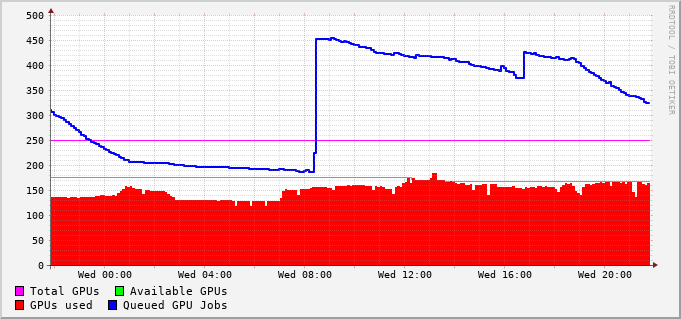 500
450
400
350
300
250
200
150
100
50
0
Wed 00:00 Wed 04:00 Wed 08:00 Wed 12:00 Wed 16:00 Wed 20:00
Total GPUs Available GPUs
GPUs used Queued GPU Jobs
RRDTOOL / TOBI OETIKER